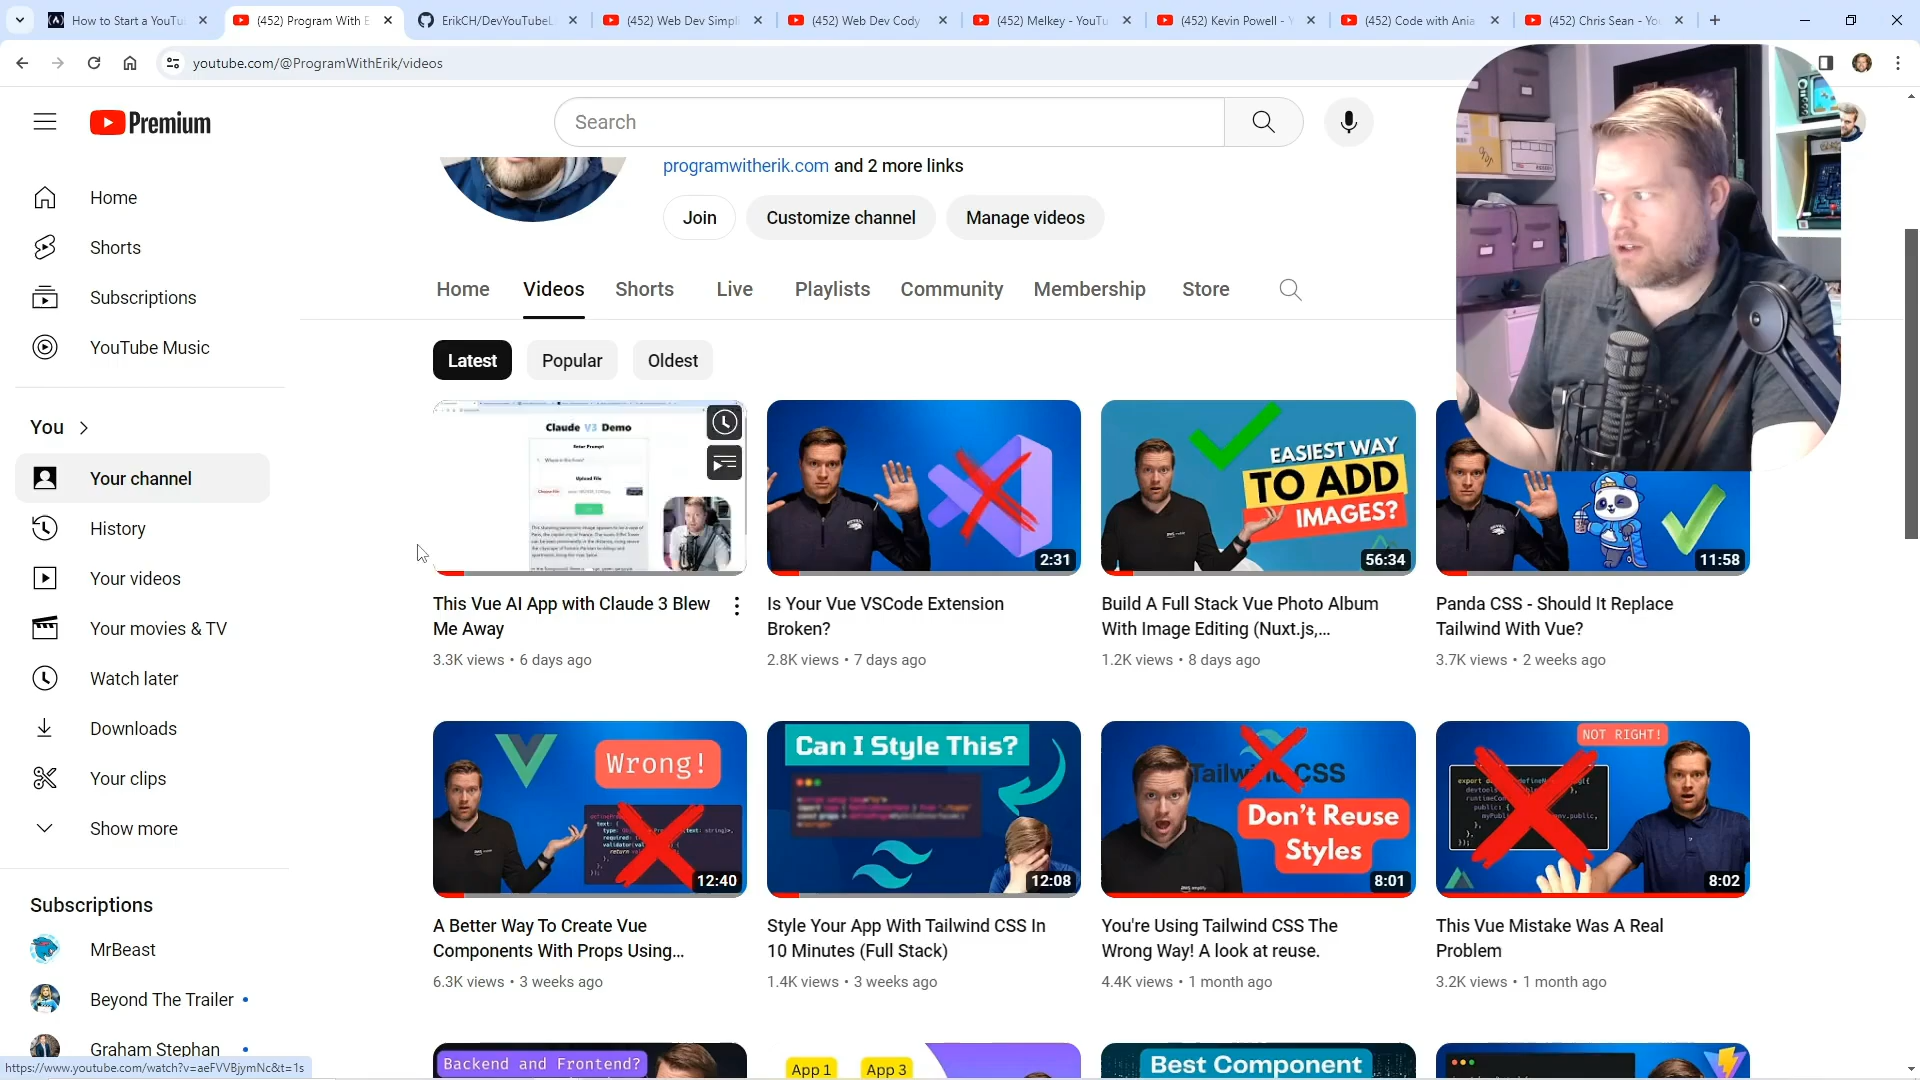 How to Start a YouTu
(452) Program With E
ErikCH/DevYouTubeL
(452) Web Dev Simpl
(452) Web Dev Cody
(452) Melkey - YouTu
(452) Kevin Powell - Y
(452) Code with Ania
(452) Chris Sean - Yo
youtube.com/@ProgramWithErik/videos
Premium
Search
programwitherik.com and 2 more links
Join
Customize channel
Manage videos
Home
Shorts
Subscriptions
YouTube Music
You
Your channel
History
Your videos
Your movies & TV
Watch later
Downloads
Your clips
Show more
Subscriptions
MrBeast
Beyond The Trailer
Graham Stephan
https://www.youtube.com/watch?v=aeFVVBjymNc&t=1s
Home
Videos
Shorts
Live
Playlists
Community
Membership
Store
Latest
Popular
Oldest
Claude V3 Demo
Enter Prompt
Upload File
This Vue AI App with Claude 3 Blew
Me Away
3.3K views • 6 days ago
2:31
Is Your Vue VSCode Extension
Broken?
2.8K views • 7 days ago
EASIEST WAY
TO ADD
IMAGES?
56:34
Build A Full Stack Vue Photo Album
With Image Editing (Nuxt.js,...
1.2K views • 8 days ago
11:58
Panda CSS - Should It Replace
Tailwind With Vue?
3.7K views • 2 weeks ago
Wrong!
12:40
A Better Way To Create Vue
Components With Props Using...
6.3K views • 3 weeks ago
Can I Style This?
12:08
Style Your App With Tailwind CSS In
10 Minutes (Full Stack)
1.4K views • 3 weeks ago
CSS
Don't Reuse
Styles
8:01
You're Using Tailwind CSS The
Wrong Way! A look at reuse.
4.4K views • 1 month ago
NOT RIGHT!
8:02
This Vue Mistake Was A Real
Problem
3.2K views • 1 month ago
Backend and Frontend?
App 1
App 3
Best Component